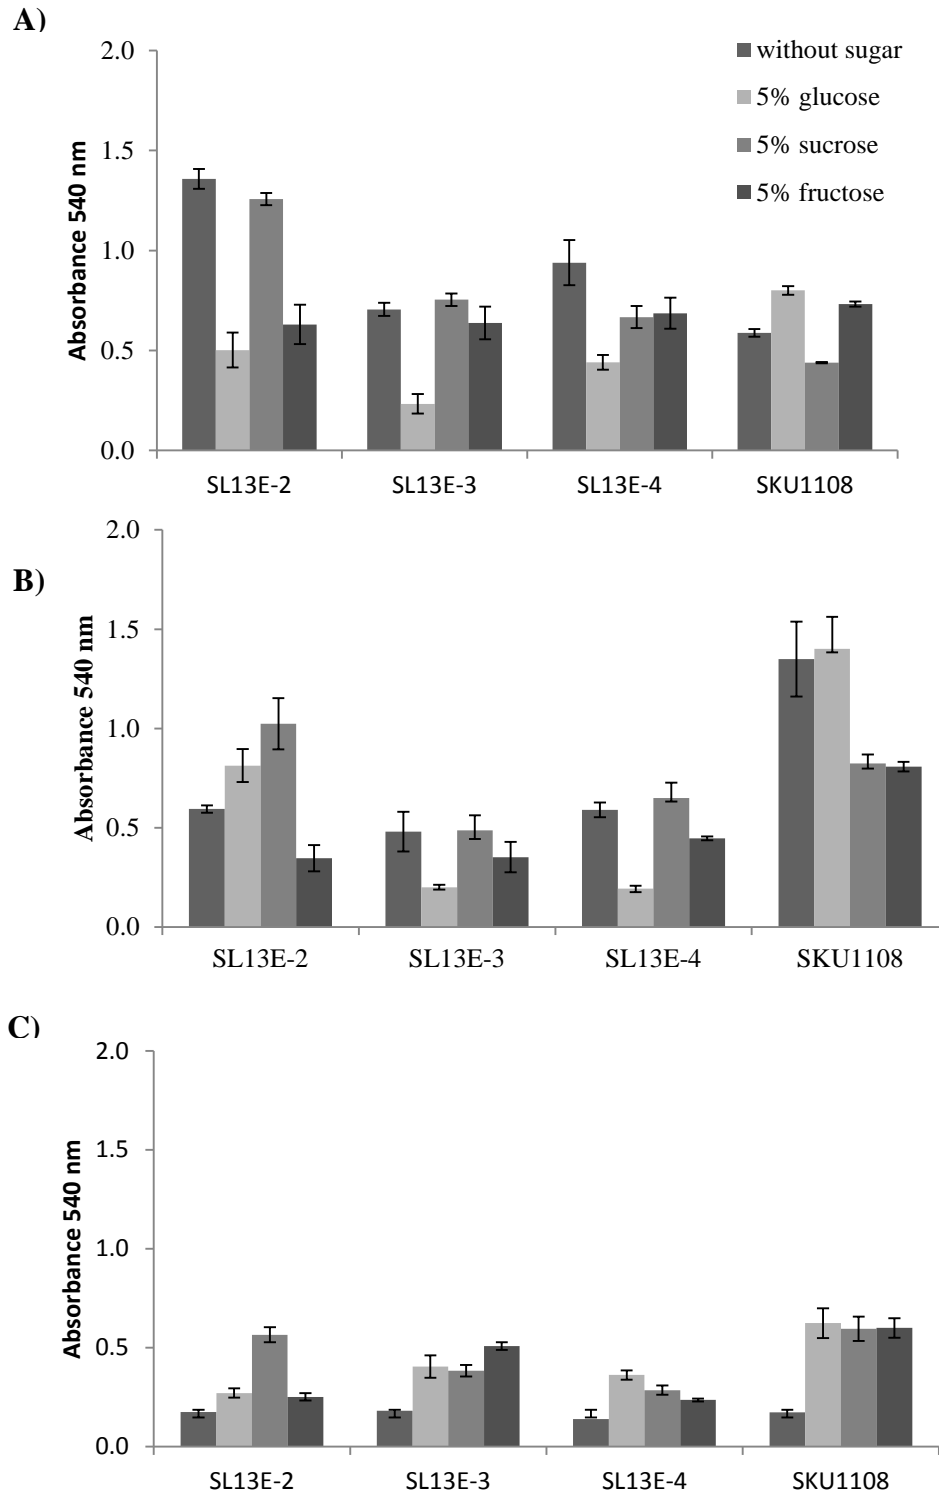 A)
2.0
1.5
1.0
0.5
0.0
Absorbance 540 nm
without sugar
5% glucose
5% sucrose
5% fructose
SL13E-2 SL13E-3 SL13E-4 SKU1108
B)
2.0
1.5
1.0
0.5
0.0
Absorbance 540 nm
SL13E-2 SL13E-3 SL13E-4 SKU1108
C)
2.0
1.5
1.0
0.5
0.0
Absorbance 540 nm
SL13E-2 SL13E-3 SL13E-4 SKU1108